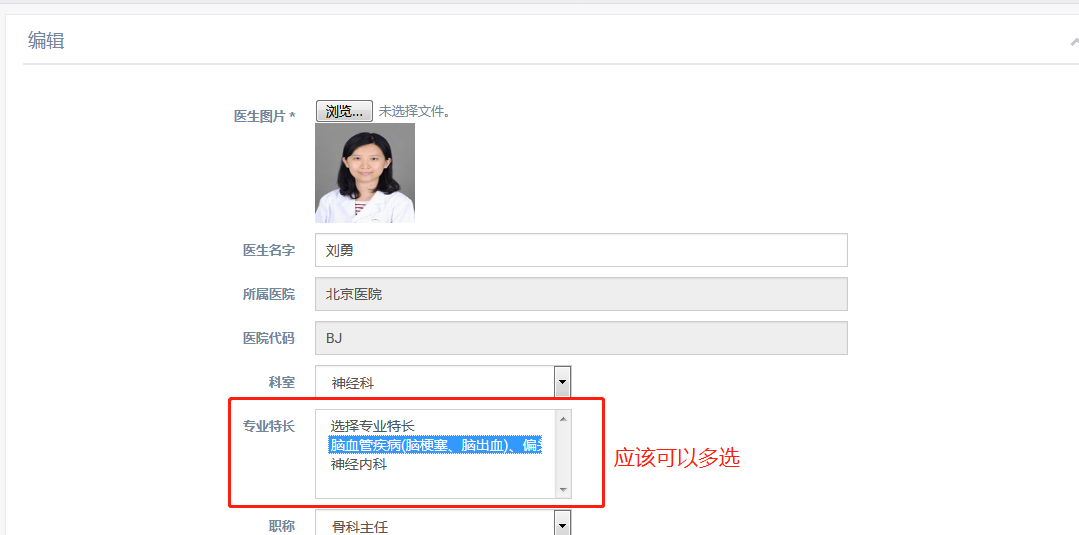 编辑
医生图片 *
浏览... 未选择文件。
医生名字
刘勇
所属医院
北京医院
医院代码
BJ
科室
神经科
专业特长
选择专业特长
脑血管疾病(脑梗塞、脑出血)、偏
神经内科
应该可以多选
职称
骨科主任